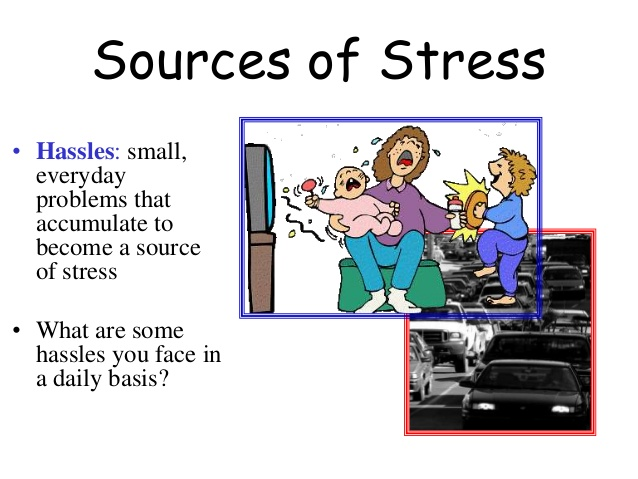 Sources of Stress
• Hassles: small,
everyday
problems that
accumulate to
become a source
of stress
• What are some
hassles you face in
a daily basis?